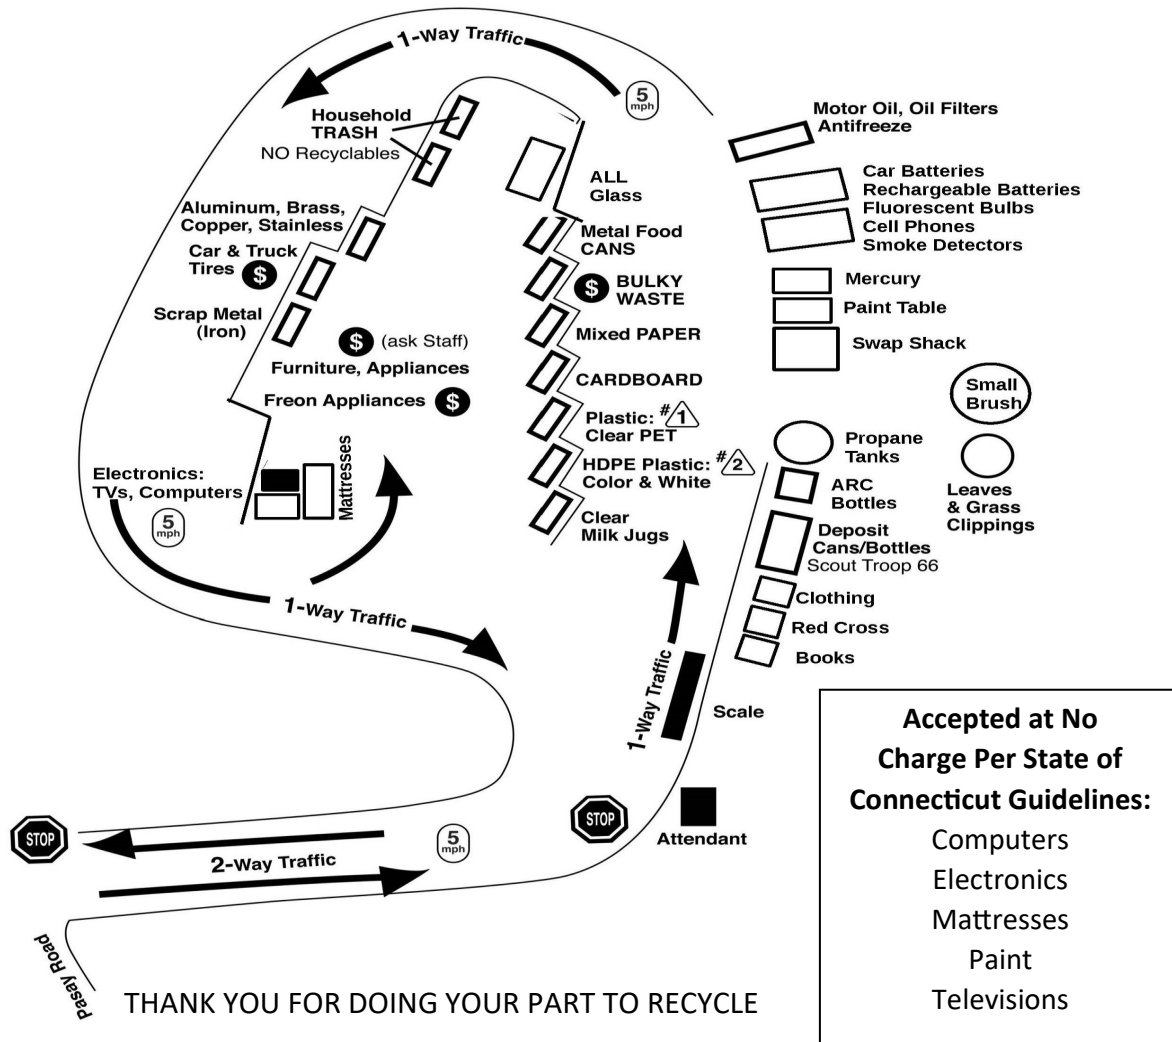 1-Way Traffic
5
mph
Household
TRASH
NO Recyclables
Motor Oil, Oil Filters
Antifreeze
ALL
Glass
Car Batteries
Rechargeable Batteries
Fluorescent Bulbs
Cell Phones
Smoke Detectors
Aluminum, Brass,
Copper, Stainless
Car & Truck
Tires $
Metal Food
CANS
$ BULKY
WASTE
Mercury
Paint Table
Scrap Metal
(Iron)
Mixed PAPER
Swap Shack
$ (ask Staff)
Furniture, Appliances
CARDBOARD
Freon Appliances $
Small
Brush
Plastic: #1
Clear PET
Propane
Tanks
HDPE Plastic: #2
Color & White
Electronics:
TVs, Computers
Mattresses
ARC
Bottles
Leaves
& Grass
Clippings
5
mph
Clear
Milk Jugs
Deposit
Cans/Bottles
Scout Troop 66
Clothing
Red Cross
Books
1-Way Traffic
1-Way Traffic
Scale
STOP
Attendant
STOP
5
mph
2-Way Traffic
Pasay Road
Accepted at No
Charge Per State of
Connecticut Guidelines:
Computers
Electronics
Mattresses
Paint
Televisions
THANK YOU FOR DOING YOUR PART TO RECYCLE